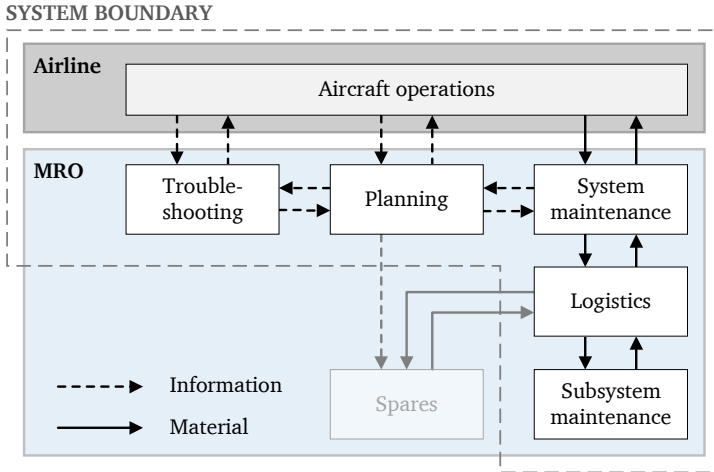 SYSTEM BOUNDARY
Airline
Aircraft operations
MRO
Trouble-
shooting
Planning
System
maintenance
Logistics
Information
Material
Spares
Subsystem
maintenance